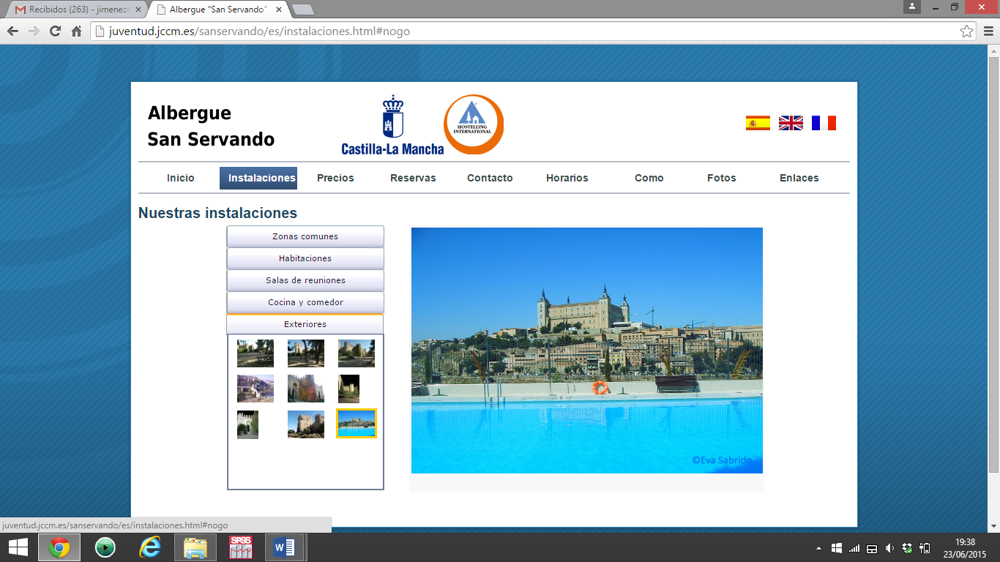 Recibidos (263) - jimenezc
Albergue "San Servando"
juventud.jccm.es/sanservando/es/instalaciones.html#nogo
Albergue
San Servando
Castilla-La Mancha
HOSTELLING
INTERNATIONAL
Inicio
Instalaciones
Precios
Reservas
Contacto
Horarios
Como
Fotos
Enlaces
Nuestras instalaciones
Zonas comunes
Habitaciones
Salas de reuniones
Cocina y comedor
Exteriores
©Eva Sabrido
juventud.jccm.es/sanservando/es/instalaciones.html#nogo
SPSS
19:38
23/06/2015